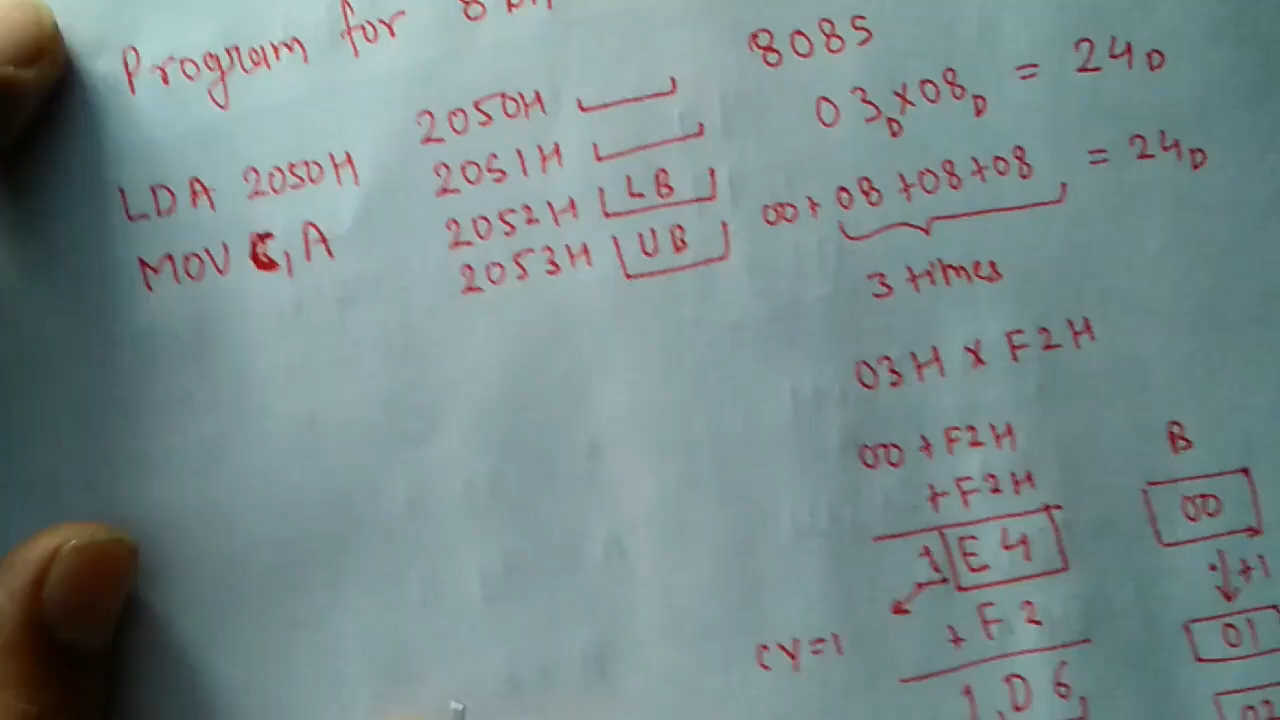 Program for 8
8085
2050H
03D x 08D = 24D
LDA 2050H
2051H
00 + 08 + 08 + 08 = 24D
MOV C, A
2052H LB
2053H UB
3 times
03H x F2H
00 + F2H
B
+ F2H
00
1 E4
+1
+ F2
01
CY=1
1 D6